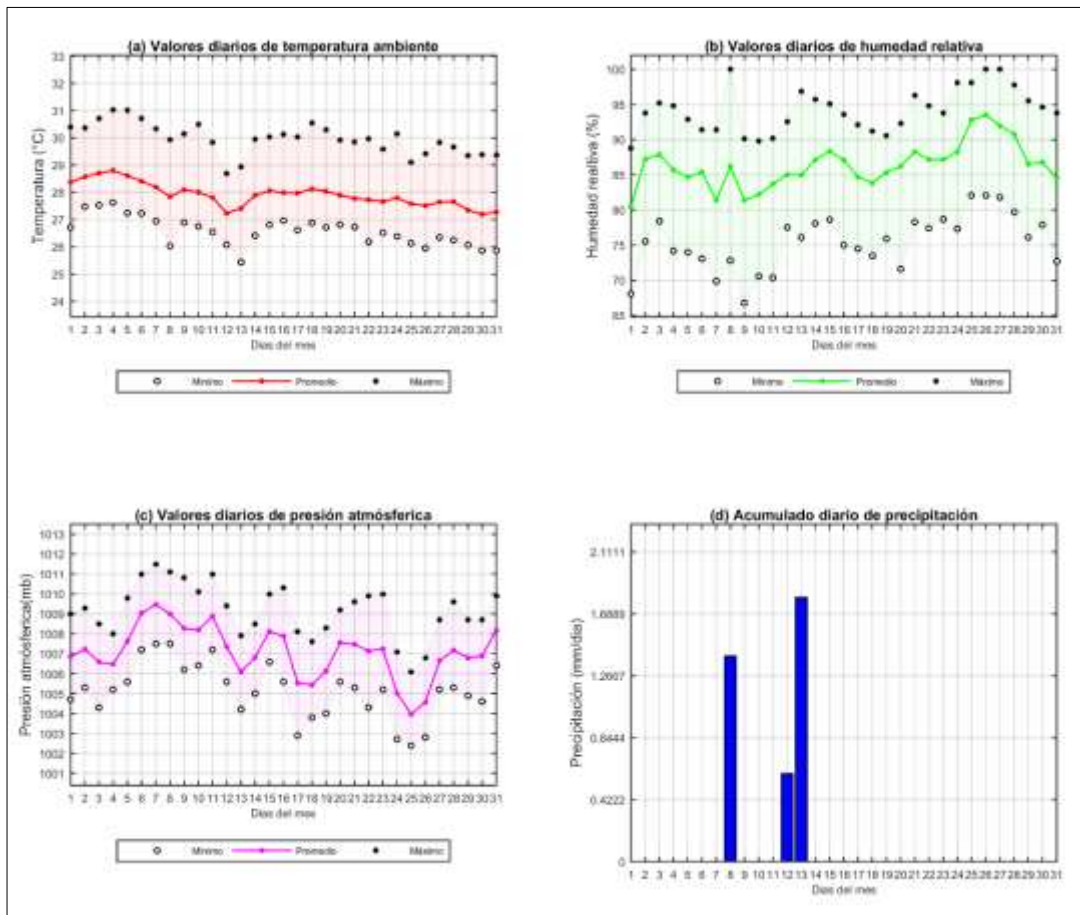 (a) Valores diarios de temperatura ambiente
Temperatura (°C)
33
32
31
30
29
28
27
26
25
24
1 2 3 4 5 6 7 8 9 10 11 12 13 14 15 16 17 18 19 20 21 22 23 24 25 26 27 28 29 30 31
Dias del mes
Minimo Promedio Máximo
(b) Valores diarios de humedad relativa
Humedad realtiva (%)
100
95
90
85
80
75
70
65
1 2 3 4 5 6 7 8 9 10 11 12 13 14 15 16 17 18 19 20 21 22 23 24 25 26 27 28 29 30 31
Dias del mes
Minimo Promedio Máximo
(c) Valores diarios de presión atmósferica
Presión atmósferica(mb)
1013
1012
1011
1010
1009
1008
1007
1006
1005
1004
1003
1002
1001
1 2 3 4 5 6 7 8 9 10 11 12 13 14 15 16 17 18 19 20 21 22 23 24 25 26 27 28 29 30 31
Dias del mes
Minimo Promedio Máximo
(d) Acumulado diario de precipitación
Precipitación (mm/dia)
2.1111
1.6889
1.2667
0.8444
0.4222
0
1 2 3 4 5 6 7 8 9 10 11 12 13 14 15 16 17 18 19 20 21 22 23 24 25 26 27 28 29 30 31
Dias del mes